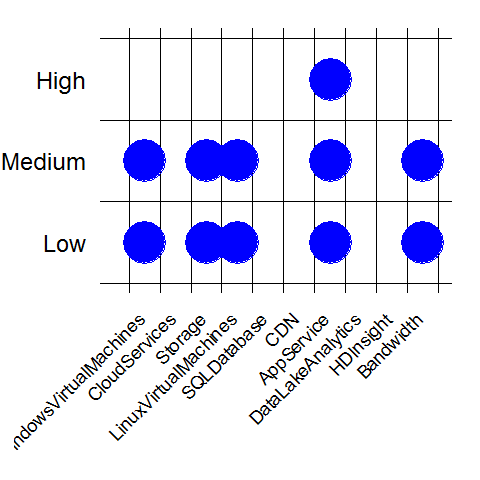 High
Medium
Low
ndowsVirtualMachines
CloudServices
Storage
LinuxVirtualMachines
SQLDatabase
CDN
AppService
DataLakeAnalytics
HDInsight
Bandwidth